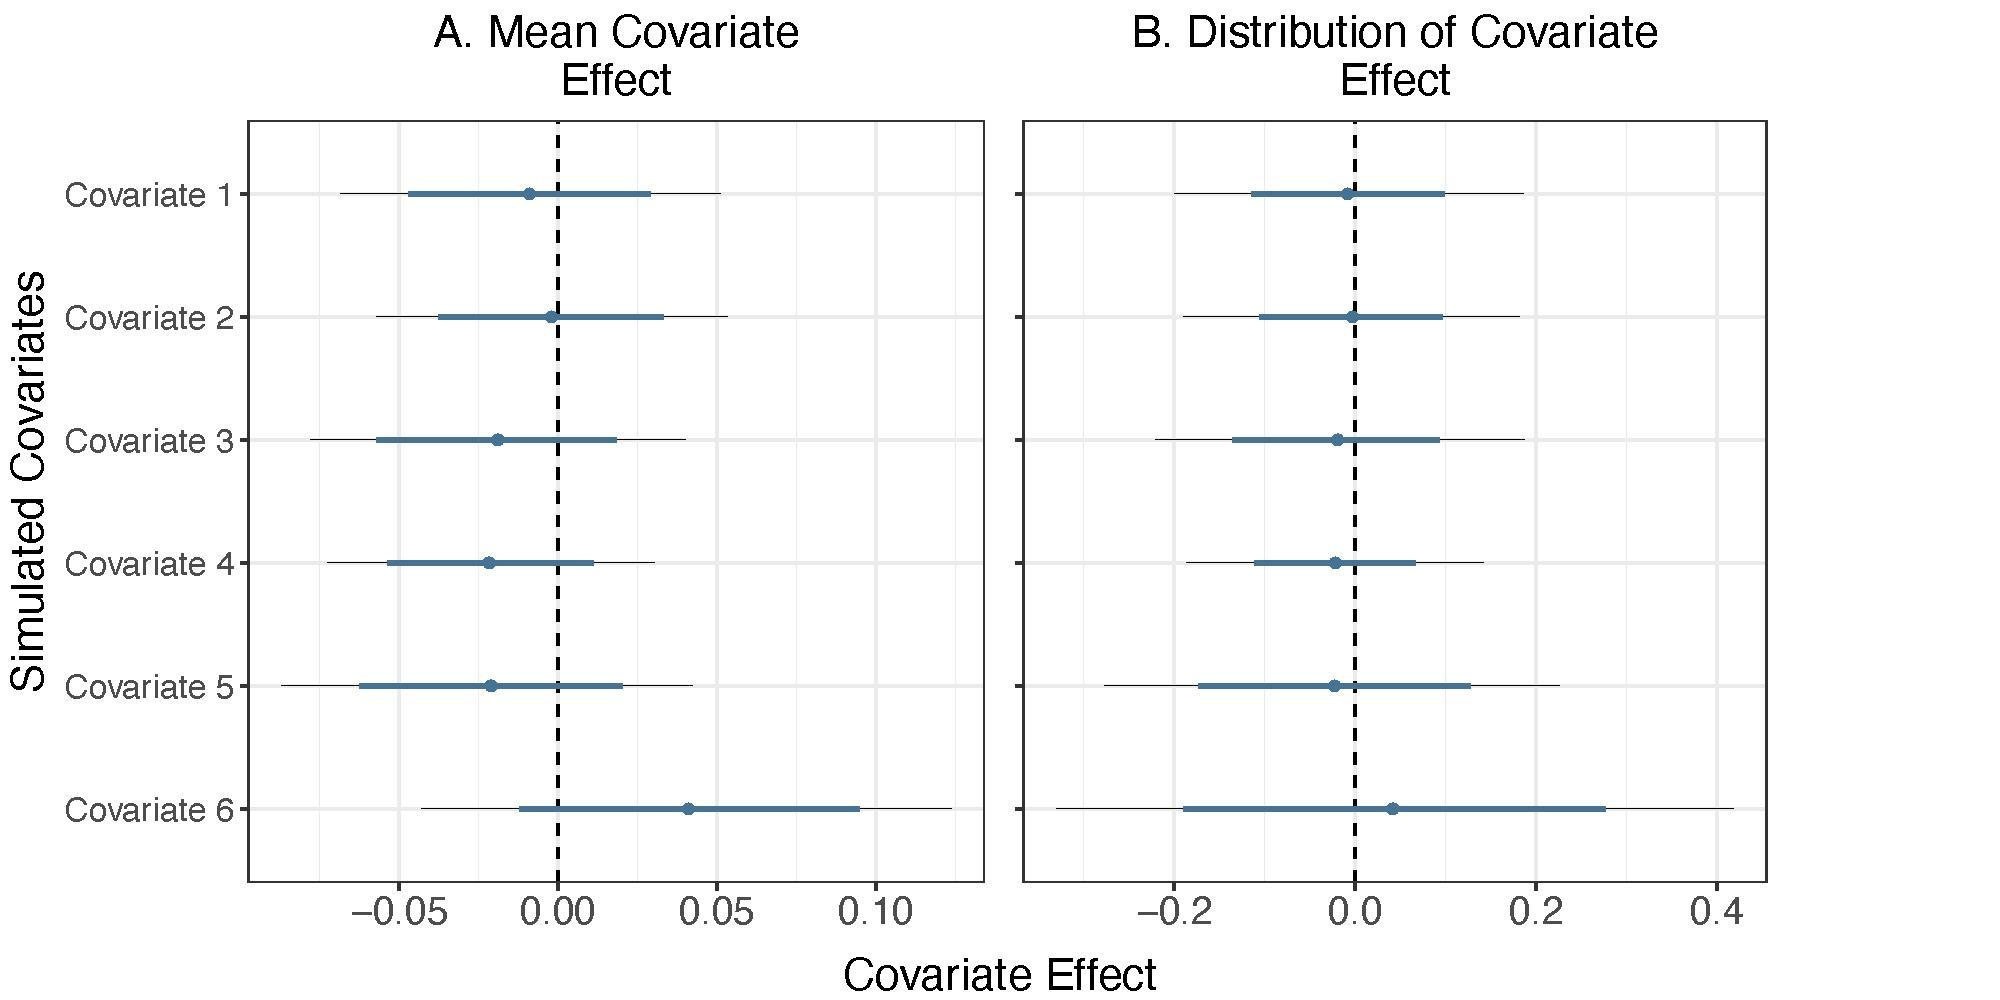 A. Mean Covariate
Effect
B. Distribution of Covariate
Effect
Simulated Covariates
Covariate 1
Covariate 2
Covariate 3
Covariate 4
Covariate 5
Covariate 6
−0.05 0.00 0.05 0.10
−0.2 0.0 0.2 0.4
Covariate Effect